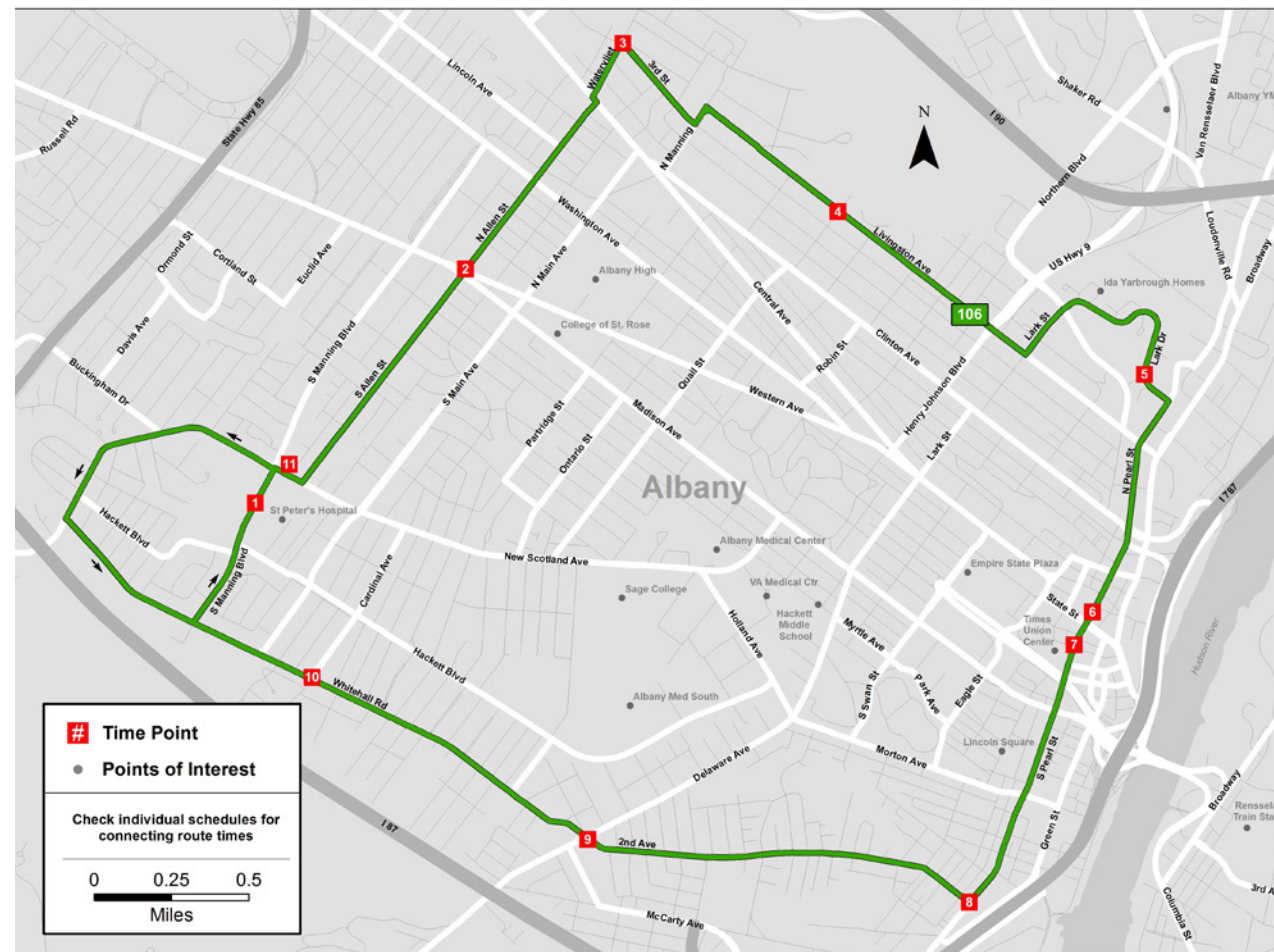 State Hwy 85
Russell Rd
Lincoln Ave
Watervliet
3
3rd St
N Manning
N
I 90
Shaker Rd
Van Rensselaer Blvd
Albany YM
Northern Blvd
US Hwy 9
Loudonville Rd
Broadway
Ormond St
Cortland St
Euclid Ave
N Allen St
Washington Ave
4
Livingston Ave
2
N Main Ave
Albany High
Ida Yarbrough Homes
106
Central Ave
College of St. Rose
Davis Ave
Buckingham Dr
S Manning Blvd
S Allen St
S Main Ave
Quail St
Robin St
Clinton Ave
Lark St
Lark Dr
5
Henry Johnson Blvd
Western Ave
Madison Ave
Partridge St
Ontario St
Lark St
N Pearl St
11
1
St Peter's Hospital
Albany
I 787
Hackett Blvd
New Scotland Ave
Albany Medical Center
Empire State Plaza
S Manning Blvd
Cardinal Ave
Sage College
VA Medical Ctr
Hackett
Middle
School
State St
6
Times
Union
Center
7
Hudson River
Holland Ave
Myrtle Ave
Hackett Blvd
10
Whitehall Rd
Albany Med South
S Swan St
Park Ave
Eagle St
Lincoln Square
S Pearl St
Morton Ave
Delaware Ave
Green St
Broadway
Renssel
Train Sta
I 87
9
2nd Ave
8
McCarty Ave
3rd A
Columbia St
# Time Point
Points of Interest
Check individual schedules for
connecting route times
0 0.25 0.5
Miles